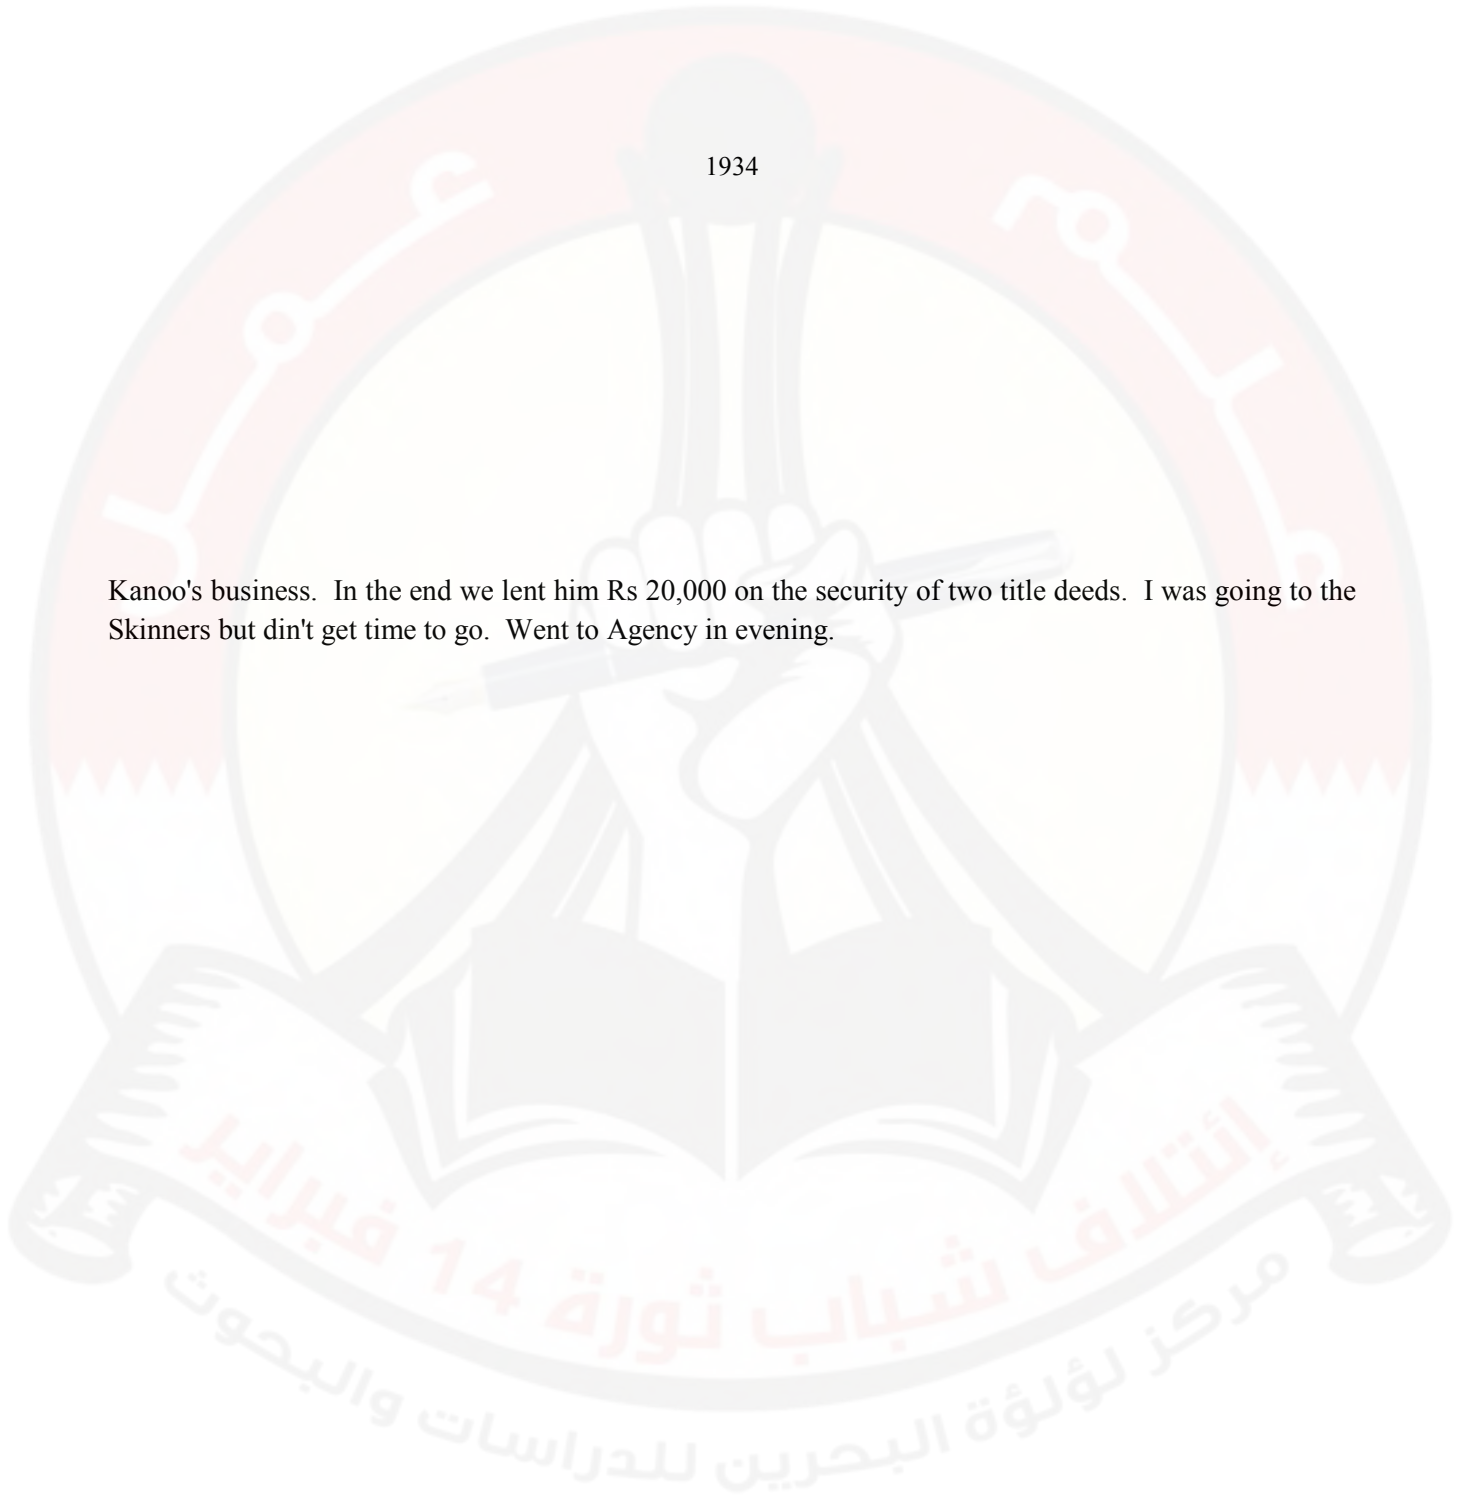 1934
Kanoo's business.  In the end we lent him Rs 20,000 on the security of two title deeds.  I was going to the
Skinners but din't get time to go.  Went to Agency in evening.
إئتلاف شباب ثورة 14 فبراير
مركز لؤلؤة البحرين للدراسات والبحوث